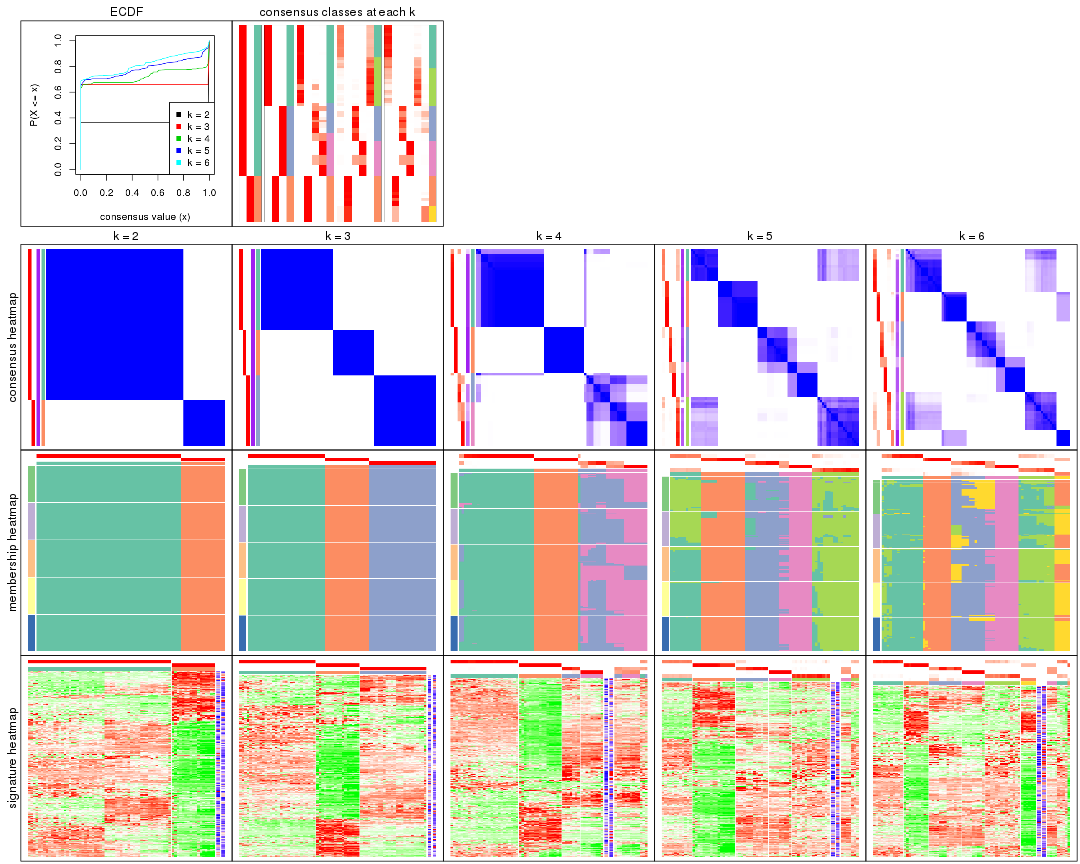 ECDF
consensus classes at each k
P(X <= x)
1.0
0.8
0.6
0.4
0.2
0.0
k = 2
k = 3
k = 4
k = 5
k = 6
0.0 0.2 0.4 0.6 0.8 1.0
consensus value (x)
k = 2
k = 3
k = 4
k = 5
k = 6
consensus heatmap
membership heatmap
signature heatmap